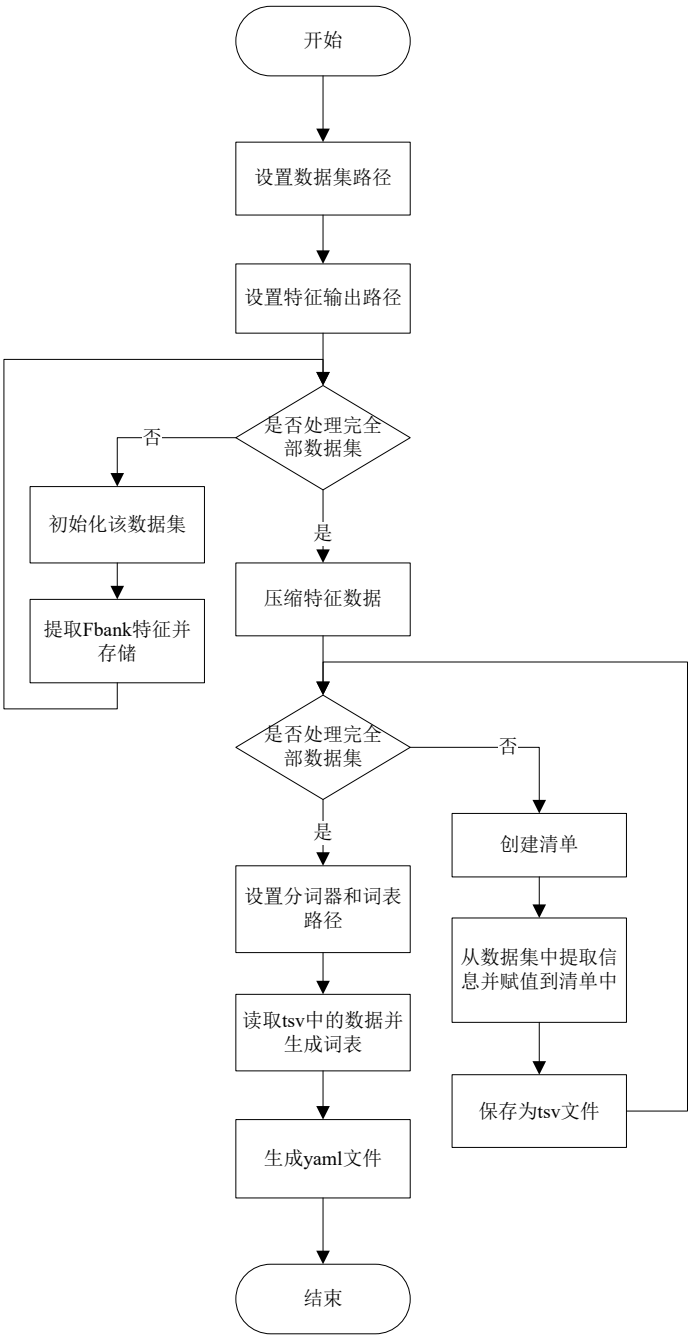 开始
设置数据集路径
设置特征输出路径
是否处理完全
部数据集
否
初始化该数据集
提取Fbank特征并
存储
是
压缩特征数据
是否处理完全
部数据集
否
创建清单
从数据集中提取信
息并赋值到清单中
保存为tsv文件
是
设置分词器和词表
路径
读取tsv中的数据并
生成词表
生成yaml文件
结束